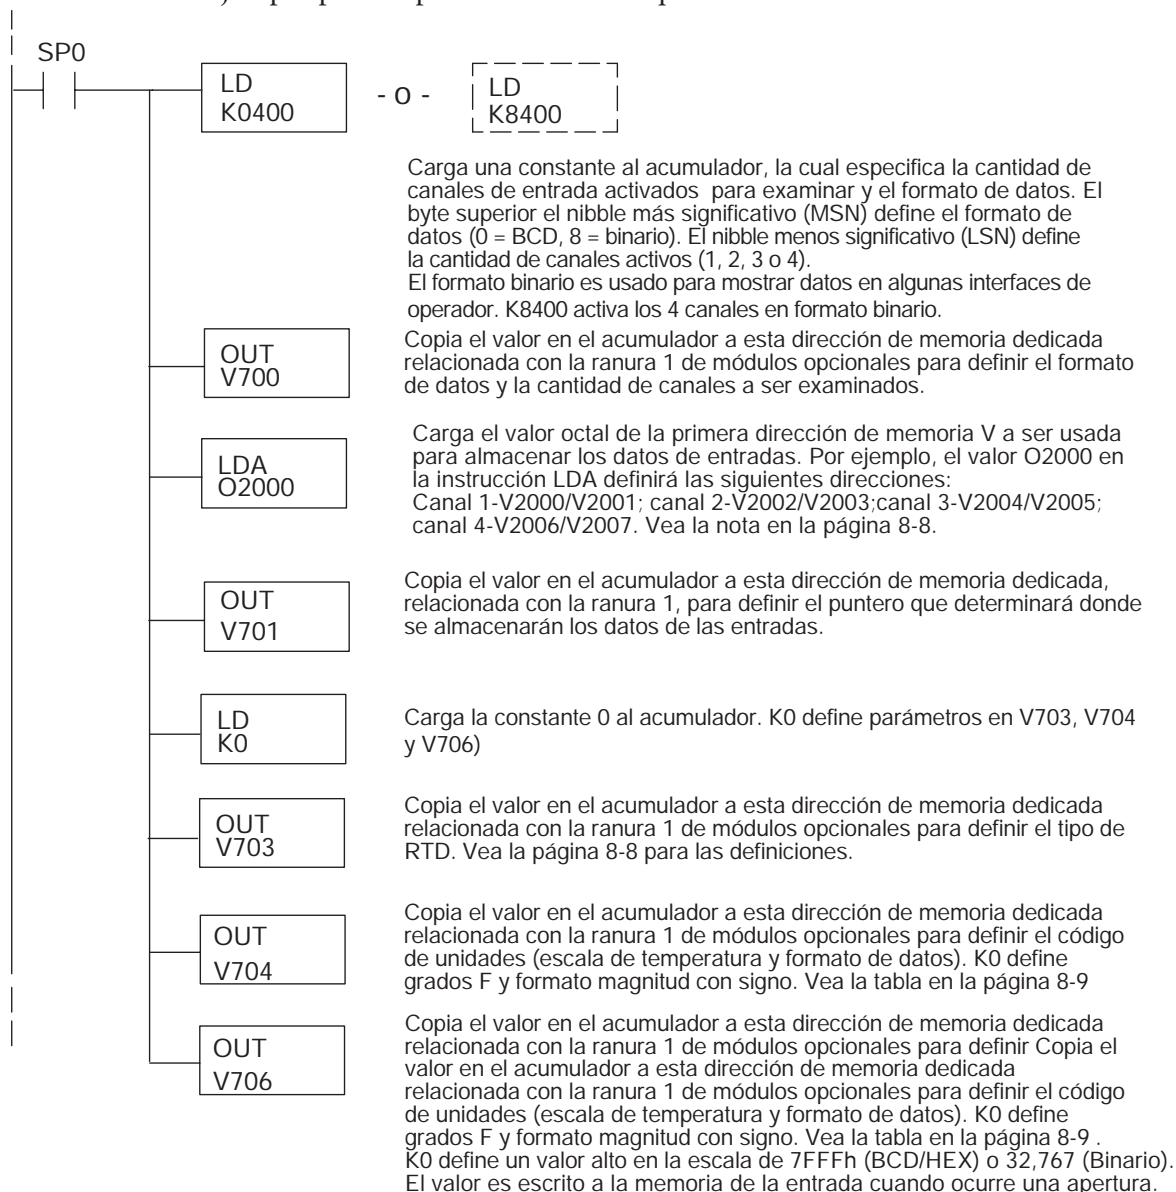 SP0
LD
K0400
- o -
LD
K8400
Carga una constante al acumulador, la cual especifica la cantidad de
canales de entrada activados para examinar y el formato de datos. El
byte superior el nibble más significativo (MSN) define el formato de
datos (0 = BCD, 8 = binario). El nibble menos significativo (LSN) define
la cantidad de canales activos (1, 2, 3 o 4).
El formato binario es usado para mostrar datos en algunas interfaces de
operador. K8400 activa los 4 canales en formato binario.
OUT
V700
Copia el valor en el acumulador a esta dirección de memoria dedicada
relacionada con la ranura 1 de módulos opcionales para definir el formato
de datos y la cantidad de canales a ser examinados.
LDA
O2000
Carga el valor octal de la primera dirección de memoria V a ser usada
para almacenar los datos de entradas. Por ejemplo, el valor O2000 en
la instrucción LDA definirá las siguientes direcciones:
Canal 1-V2000/V2001; canal 2-V2002/V2003;canal 3-V2004/V2005;
canal 4-V2006/V2007. Vea la nota en la página 8-8.
OUT
V701
Copia el valor en el acumulador a esta dirección de memoria dedicada,
relacionada con la ranura 1, para definir el puntero que determinará donde
se almacenarán los datos de las entradas.
LD
K0
Carga la constante 0 al acumulador. K0 define parámetros en V703, V704
y V706)
OUT
V703
Copia el valor en el acumulador a esta dirección de memoria dedicada
relacionada con la ranura 1 de módulos opcionales para definir el tipo de
RTD. Vea la página 8-8 para las definiciones.
OUT
V704
Copia el valor en el acumulador a esta dirección de memoria dedicada
relacionada con la ranura 1 de módulos opcionales para definir el código
de unidades (escala de temperatura y formato de datos). K0 define
grados F y formato magnitud con signo. Vea la tabla en la página 8-9
OUT
V706
Copia el valor en el acumulador a esta dirección de memoria dedicada
relacionada con la ranura 1 de módulos opcionales para definir Copia el
valor en el acumulador a esta dirección de memoria dedicada
relacionada con la ranura 1 de módulos opcionales para definir el código
de unidades (escala de temperatura y formato de datos). K0 define
grados F y formato magnitud con signo. Vea la tabla en la página 8-9 .
K0 define un valor alto en la escala de 7FFFh (BCD/HEX) o 32,767 (Binario).
El valor es escrito a la memoria de la entrada cuando ocurre una apertura.